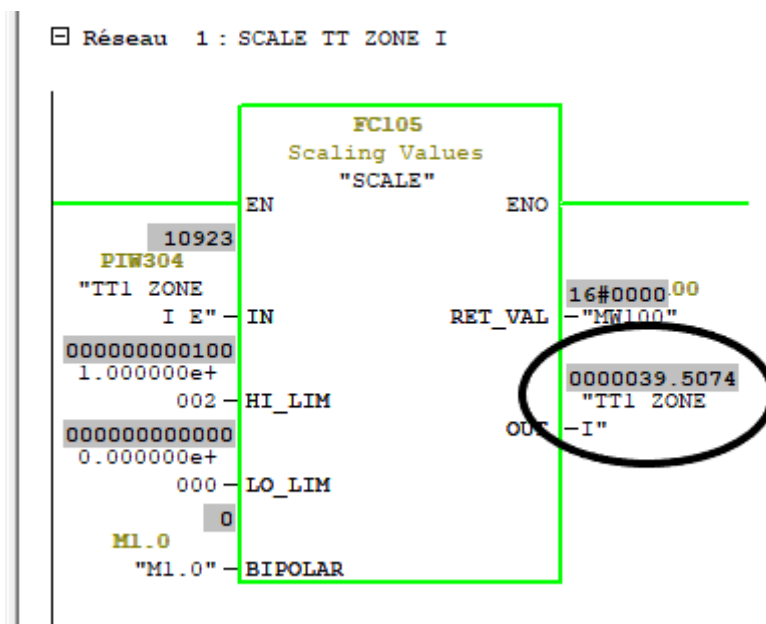 Réseau 1 : SCALE TT ZONE I
FC105
Scaling Values
"SCALE"
EN ENO
10923
PIW304
"TT1 ZONE
I E" IN
16#0000 00
RET_VAL "MW100"
000000000100
1.000000e+
002 HI_LIM
0000039.5074
"TT1 ZONE
OUT I"
000000000000
0.000000e+
000 LO_LIM
0
M1.0
"M1.0" BIPOLAR